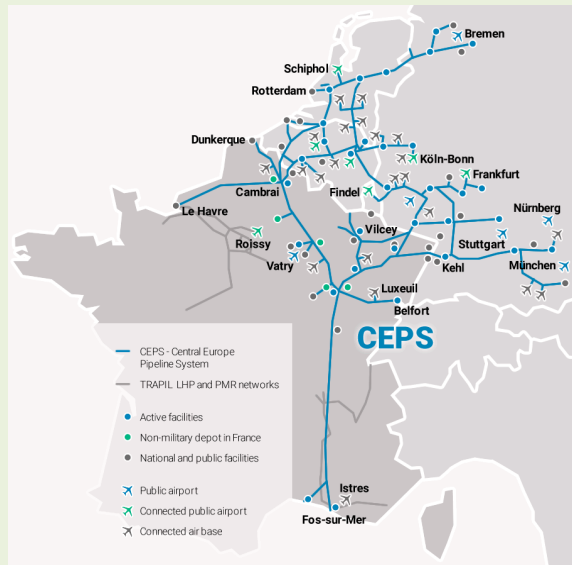 Bremen
Schiphol
Rotterdam
Dunkerque
Köln-Bonn
Cambrai
Frankfurt
Findel
Le Havre
Nürnberg
Vilcey
Roissy
Stuttgart
Vatry
Kehl
München
Luxeuil
Belfort
CEPS
CEPS - Central Europe
Pipeline System
TRAPIL LHP and PMR networks
Active facilities
Non-military depot in France
National and public facilities
Public airport
Connected public airport
Connected air base
Istres
Fos-sur-Mer